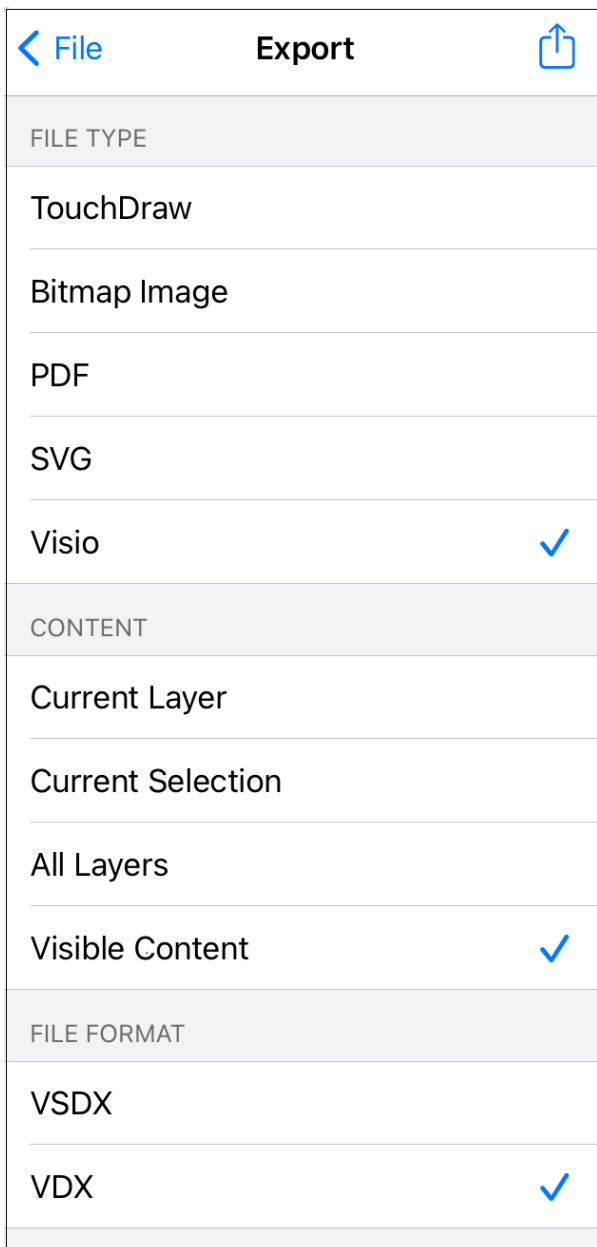 File
Export
FILE TYPE
TouchDraw
Bitmap Image
PDF
SVG
Visio
CONTENT
Current Layer
Current Selection
All Layers
Visible Content
FILE FORMAT
VSDX
VDX